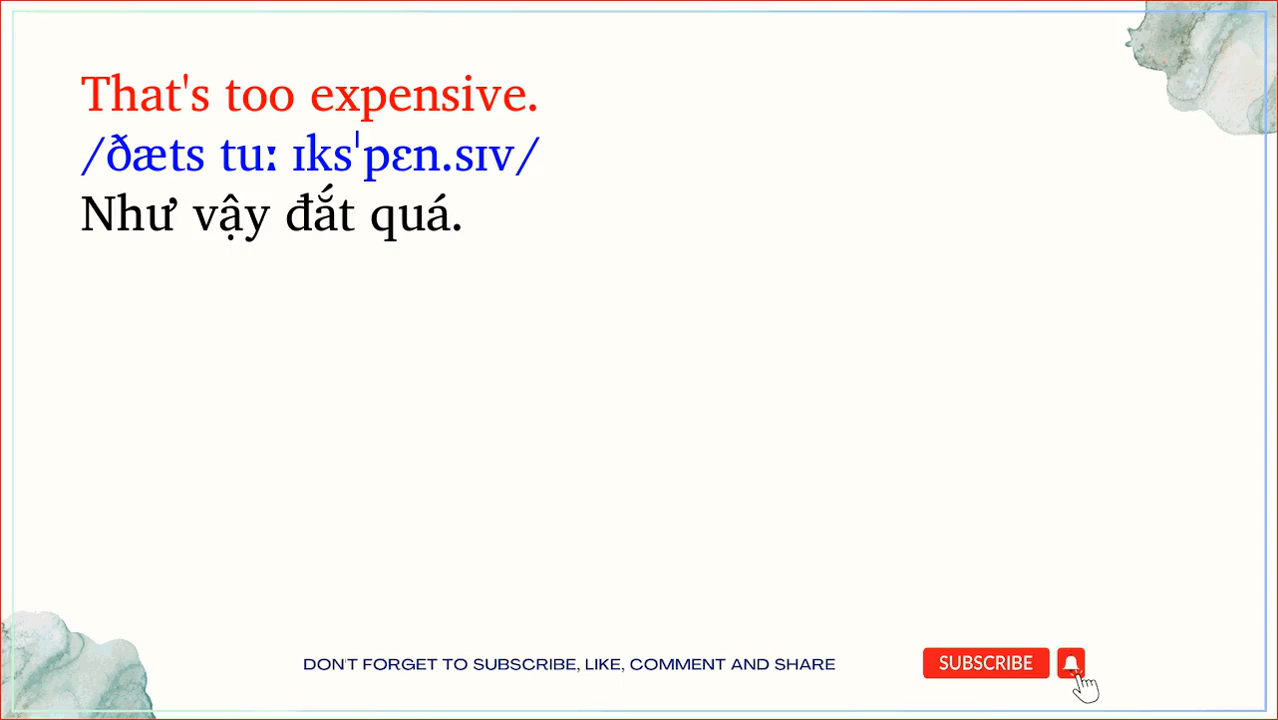 That's too expensive.
/ðæts tuː ɪksˈpɛn.sɪv/
Như vậy đắt quá.
DON'T FORGET TO SUBSCRIBE, LIKE, COMMENT AND SHARE
SUBSCRIBE